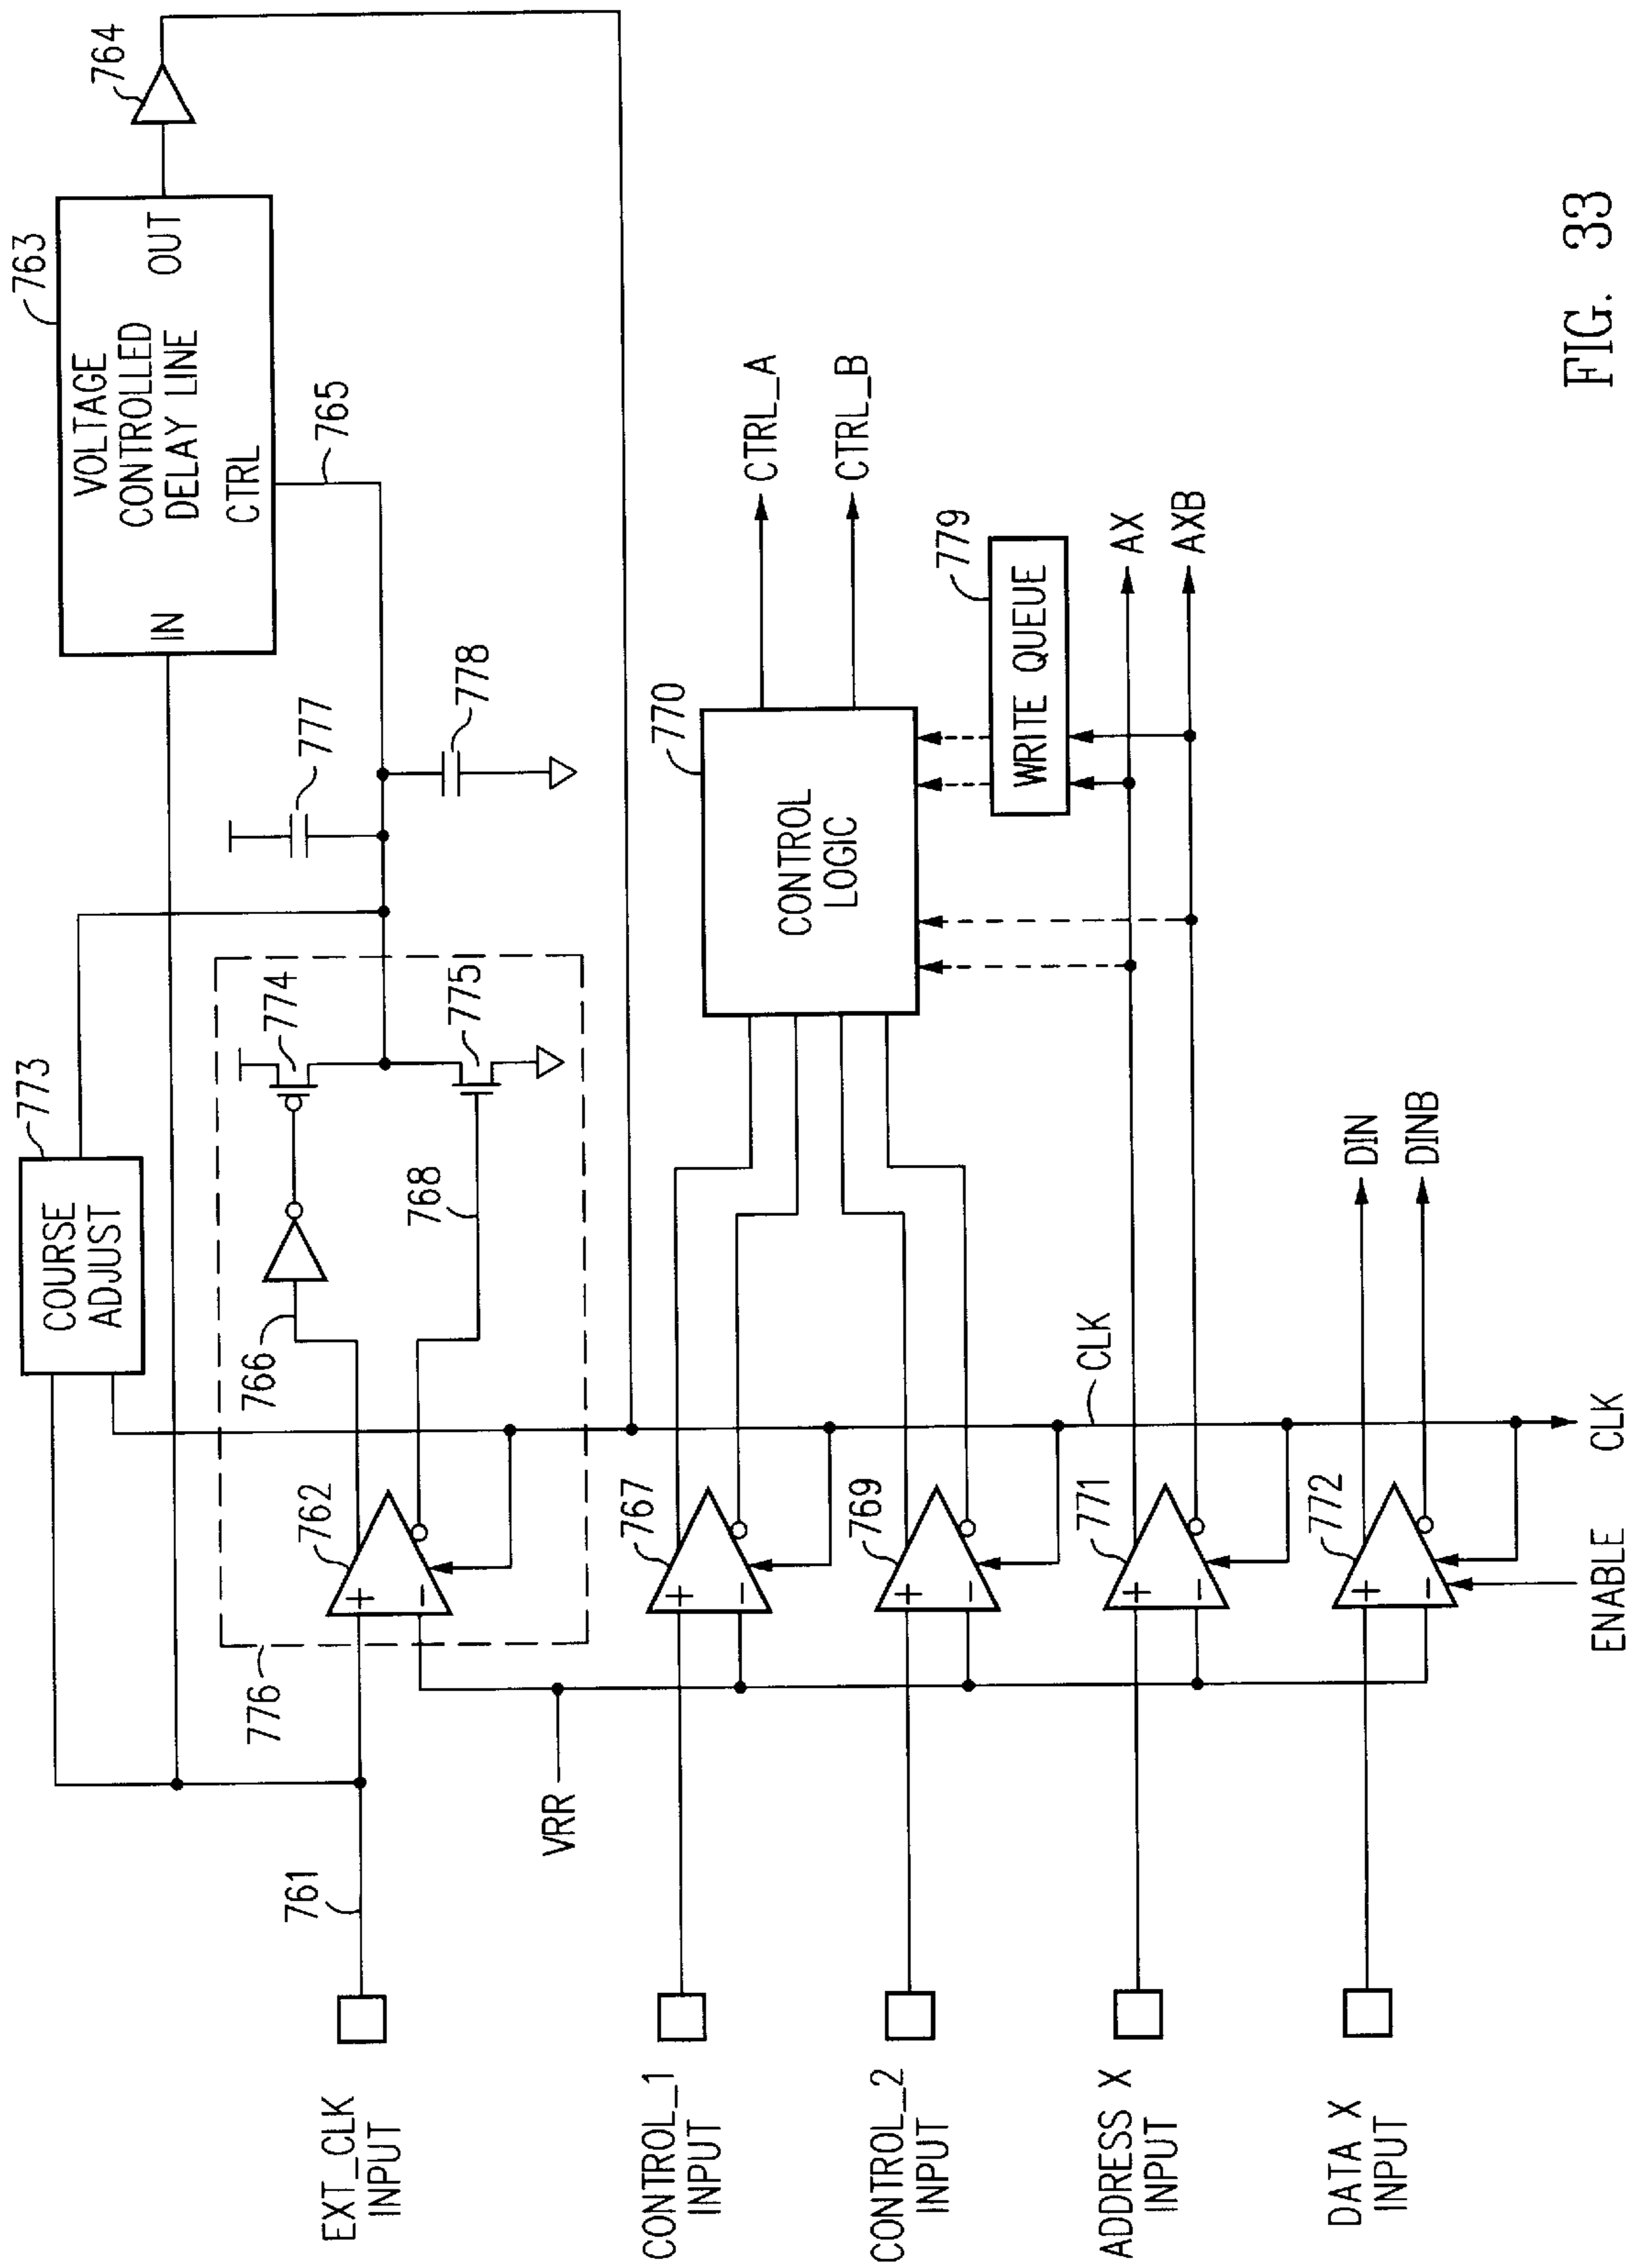 773
COURSE
ADJUST
763
VOLTAGE
CONTROLLED
DELAY LINE
IN
OUT
CTRL
764
765
777
778
774
775
766
768
762
776
761
EXT_CLK
INPUT
VRR
CONTROL_1
INPUT
767
770
CONTROL
LOGIC
CTRL_A
CTRL_B
CONTROL_2
INPUT
769
779
WRITE QUEUE
CLK
ADDRESS X
INPUT
771
AX
AXB
DATA X
INPUT
772
DIN
DINB
ENABLE
CLK
FIG. 33